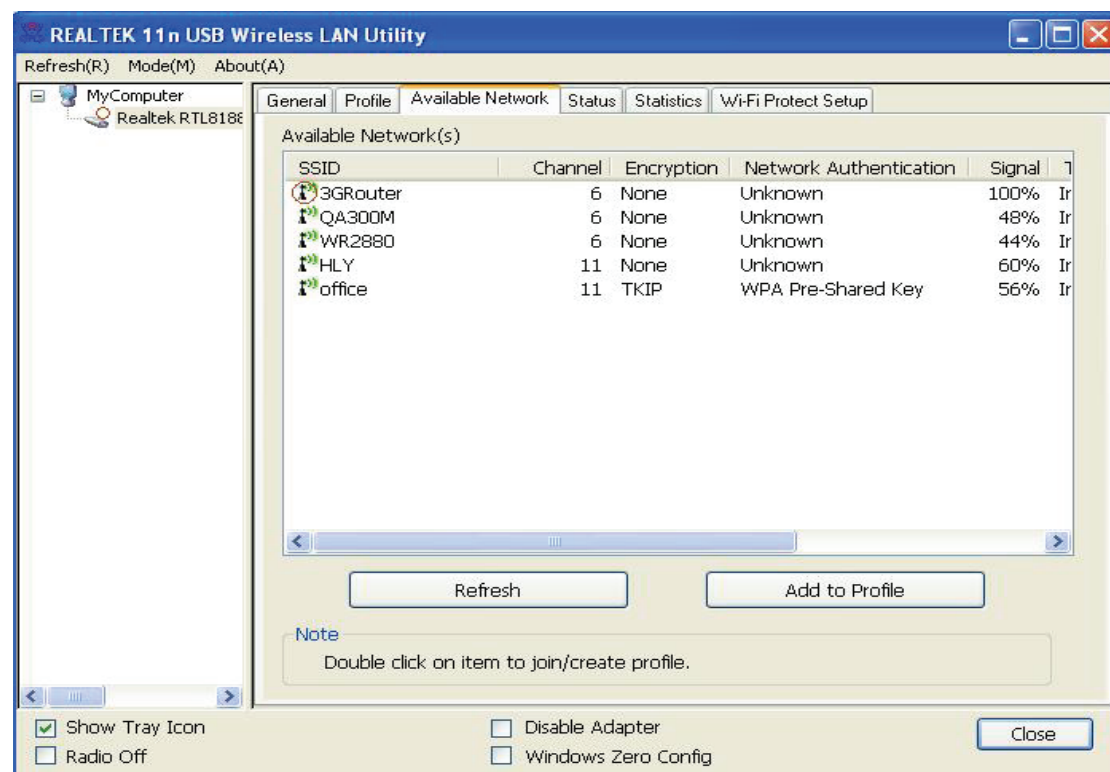 REALTEK 11n USB Wireless LAN Utility
Refresh(R) Mode(M) About(A)
MyComputer
Realtek RTL8188
General Profile Available Network Status Statistics Wi-Fi Protect Setup
Available Network(s)
SSID Channel Encryption Network Authentication Signal
3GRouter 6 None Unknown 100%
QA300M 6 None Unknown 48%
WR2880 6 None Unknown 44%
HLY 11 None Unknown 60%
office 11 TKIP WPA Pre-Shared Key 56%
Refresh Add to Profile
Note
Double click on item to join/create profile.
Show Tray Icon Disable Adapter Close
Radio Off Windows Zero Config